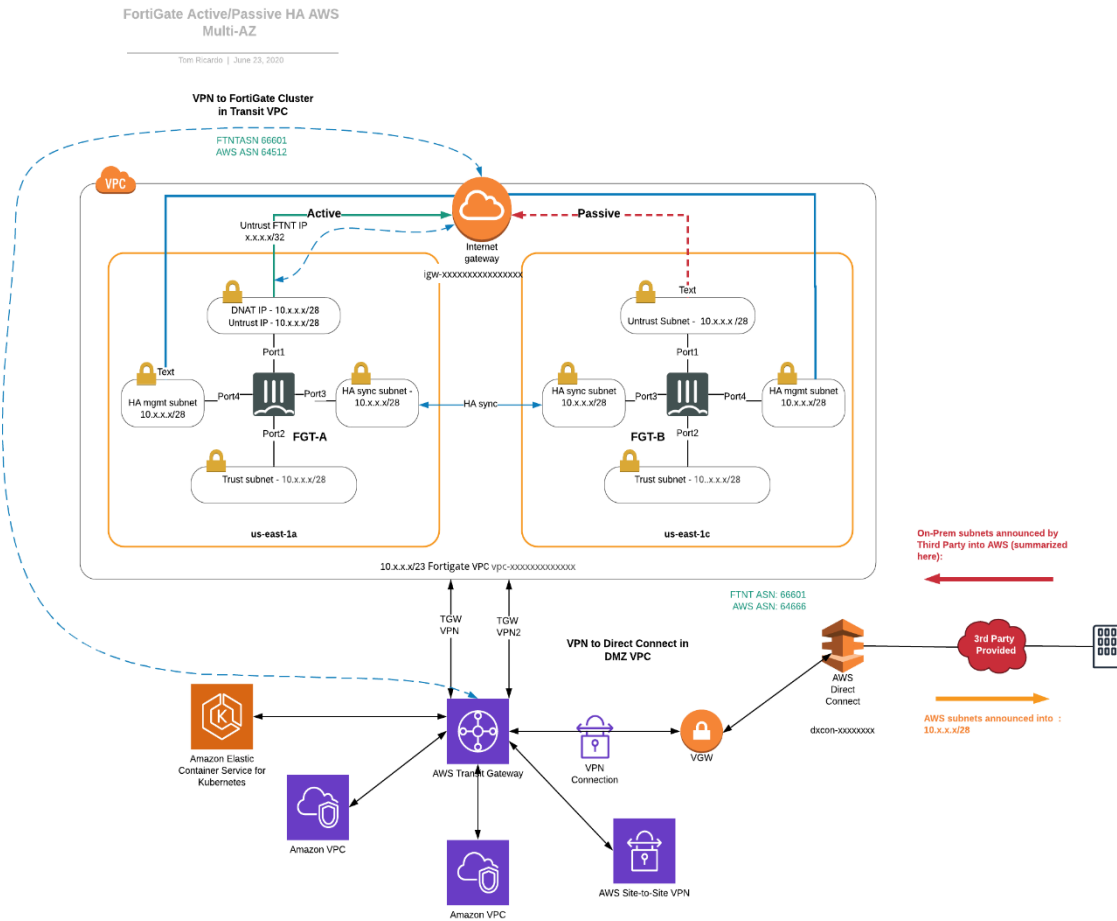 FortiGate Active/Passive HA AWS
Multi-AZ
Tom Ricardo | June 23, 2020
VPN to FortiGate Cluster
in Transit VPC
FTNTASN 66601
AWS ASN 64512
VPC
Active
Passive
Untrust FTNT IP
x.x.x.x/32
Internet
gateway
igw-xxxxxxxxxxxxxxxxx
DNAT IP - 10.x.x.x/28
Untrust IP - 10.x.x.x/28
Port1
Text
HA mgmt subnet
10.x.x.x/28
Port4
Port3
HA sync subnet -
10.x.x.x/28
Port2
FGT-A
Trust subnet - 10.x.x.x/28
us-east-1a
HA sync
Text
Untrust Subnet - 10.x.x.x /28
Port1
HA sync subnet
10.x.x.x/28
Port3
Port4
HA mgmt subnet
10.x.x.x/28
FGT-B
Port2
Trust subnet - 10..x.x.x/28
us-east-1c
10.x.x.x/23 Fortigate VPC vpc-xxxxxxxxxxxxx
TGW
VPN
TGW
VPN2
VPN to Direct Connect in
DMZ VPC
FTNT ASN: 66601
AWS ASN: 64666
On-Prem subnets announced by
Third Party into AWS (summarized
here):
3rd Party
Provided
AWS
Direct
Connect
dxcon-xxxxxxxx
AWS subnets announced into :
10.x.x.x/28
Amazon Elastic
Container Service for
Kubernetes
AWS Transit Gateway
VPN
Connection
VGW
Amazon VPC
Amazon VPC
AWS Site-to-Site VPN